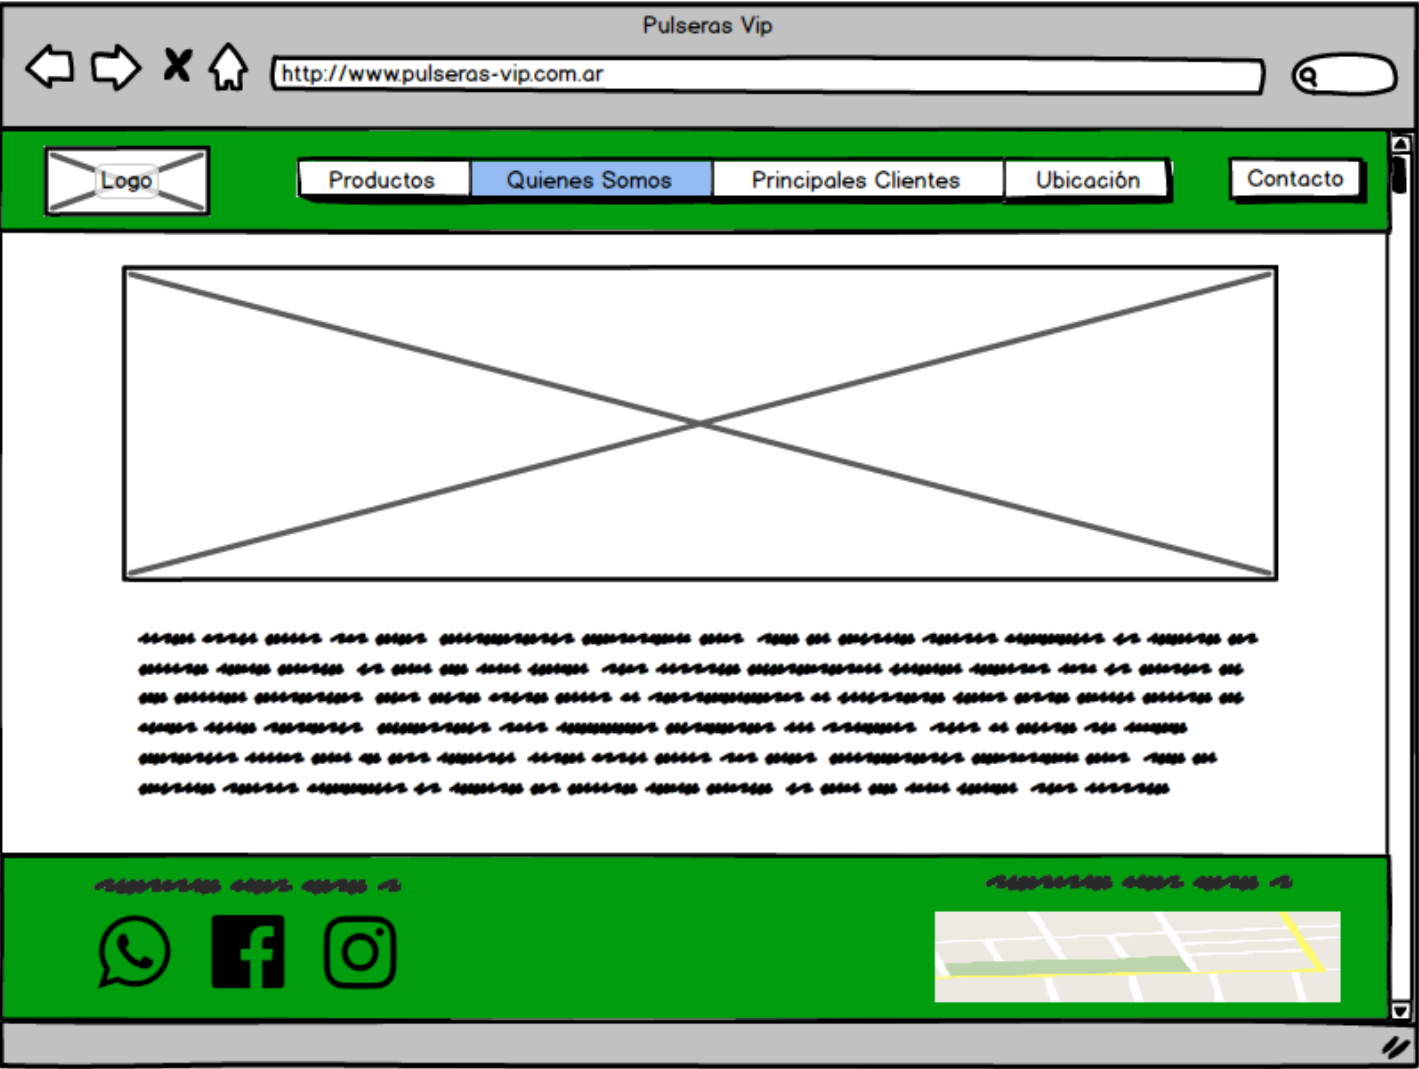 Pulseras Vip
http://www.pulseras-vip.com.ar
Logo
Productos
Quienes Somos
Principales Clientes
Ubicación
Contacto